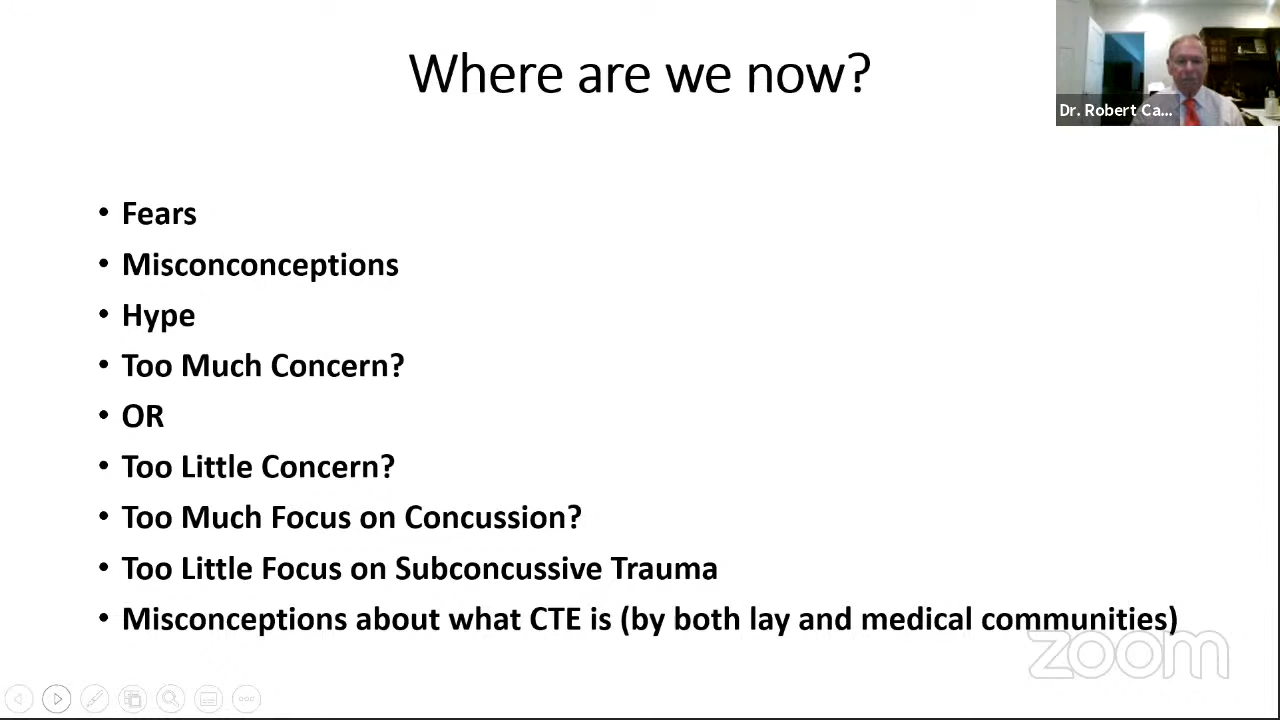 Where are we now?
Dr. Robert Ca...
• Fears
• Misconconceptions
• Hype
• Too Much Concern?
• OR
• Too Little Concern?
• Too Much Focus on Concussion?
• Too Little Focus on Subconcussive Trauma
• Misconceptions about what CTE is (by both lay and medical communities)
zoom